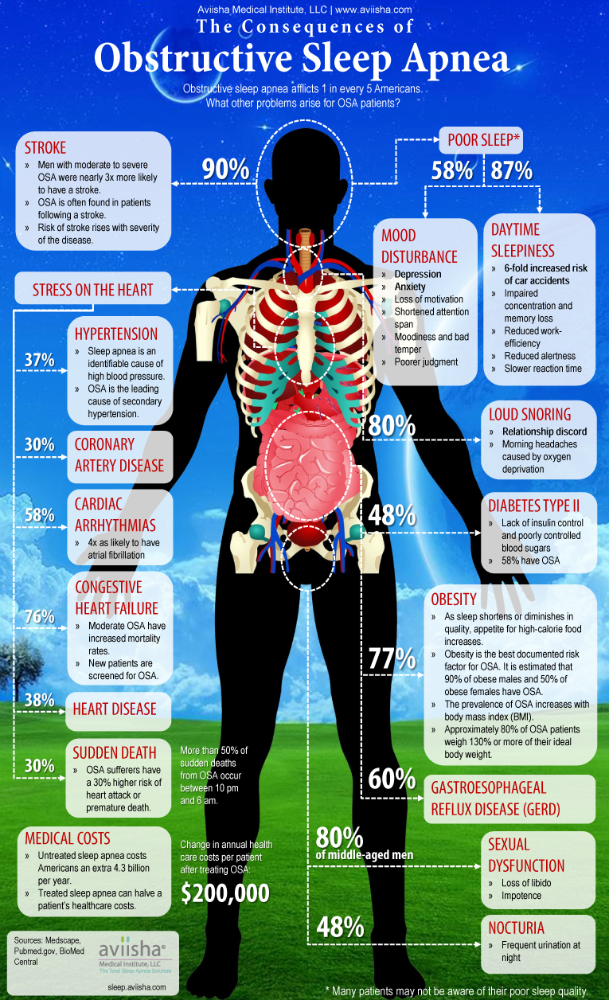 Aviisha Medical Institute, LLC | www.aviisha.com
The Consequences of
Obstructive Sleep Apnea
Obstructive sleep apnea afflicts 1 in every 5 Americans.
What other problems arise for OSA patients?
STROKE
» Men with moderate to severe
OSA were nearly 3x more likely
to have a stroke.
» OSA is often found in patients
following a stroke.
» Risk of stroke rises with severity
of the disease.
90%
POOR SLEEP*
58%
87%
MOOD
DISTURBANCE
» Depression
» Anxiety
» Loss of motivation
» Shortened attention
span
» Moodiness and bad
temper
» Poorer judgment
DAYTIME
SLEEPINESS
» 6-fold increased risk
of car accidents
» Impaired
concentration and
memory loss
» Reduced work-
efficiency
» Reduced alertness
» Slower reaction time
STRESS ON THE HEART
37%
HYPERTENSION
» Sleep apnea is an
identifiable cause of
high blood pressure.
» OSA is the leading
cause of secondary
hypertension.
30%
CORONARY
ARTERY DISEASE
58%
CARDIAC
ARRHYTHMIAS
» 4x as likely to have
atrial fibrillation
76%
CONGESTIVE
HEART FAILURE
» Moderate OSA have
increased mortality
rates.
» New patients are
screened for OSA.
38%
HEART DISEASE
30%
SUDDEN DEATH
» OSA sufferers have
a 30% higher risk of
heart attack or
premature death.
More than 50% of
sudden deaths
from OSA occur
between 10 pm
and 6 am.
80%
LOUD SNORING
» Relationship discord
» Morning headaches
caused by oxygen
deprivation
48%
DIABETES TYPE II
» Lack of insulin control
and poorly controlled
blood sugars
» 58% have OSA
77%
OBESITY
» As sleep shortens or diminishes in
quality, appetite for high-calorie food
increases.
» Obesity is the best documented risk
factor for OSA. It is estimated that
90% of obese males and 50% of
obese females have OSA.
» The prevalence of OSA increases with
body mass index (BMI).
» Approximately 80% of OSA patients
weigh 130% or more of their ideal
body weight.
60%
GASTROESOPHAGEAL
REFLUX DISEASE (GERD)
MEDICAL COSTS
» Untreated sleep apnea costs
Americans an extra 4.3 billion
per year.
» Treated sleep apnea can halve a
patient's healthcare costs.
Change in annual health
care costs per patient
after treating OSA:
$200,000
80%
of middle-aged men
SEXUAL
DYSFUNCTION
» Loss of libido
» Impotence
48%
NOCTURIA
» Frequent urination at
night
Sources: Medscape,
Pubmed.gov, BioMed
Central
aviisha®
Medical Institute, LLC
The Total Sleep Apnea Solution
sleep.aviisha.com
* Many patients may not be aware of their poor sleep quality.